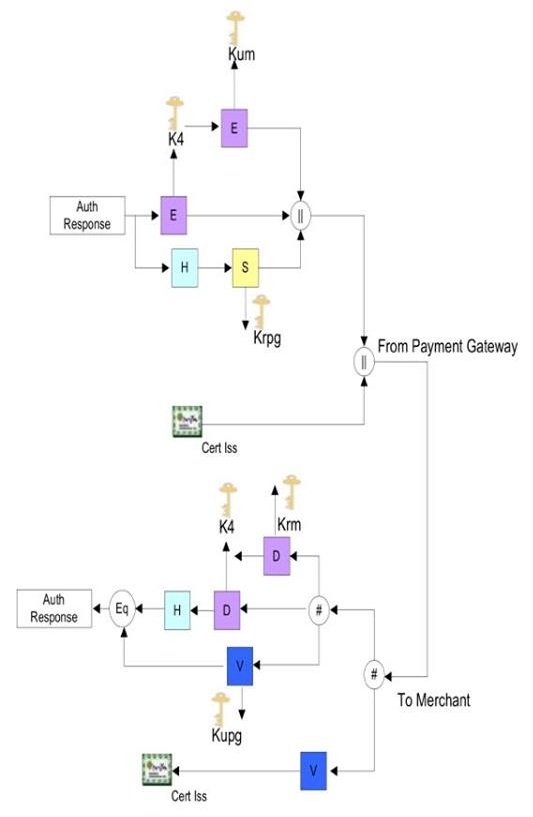 Kum
K4
E
Auth
Response
E
||
H
S
Krpg
||
From Payment Gateway
Cert Iss
K4
Krm
D
Auth
Response
Eq
H
D
#
V
#
To Merchant
Kupg
V
Cert Iss